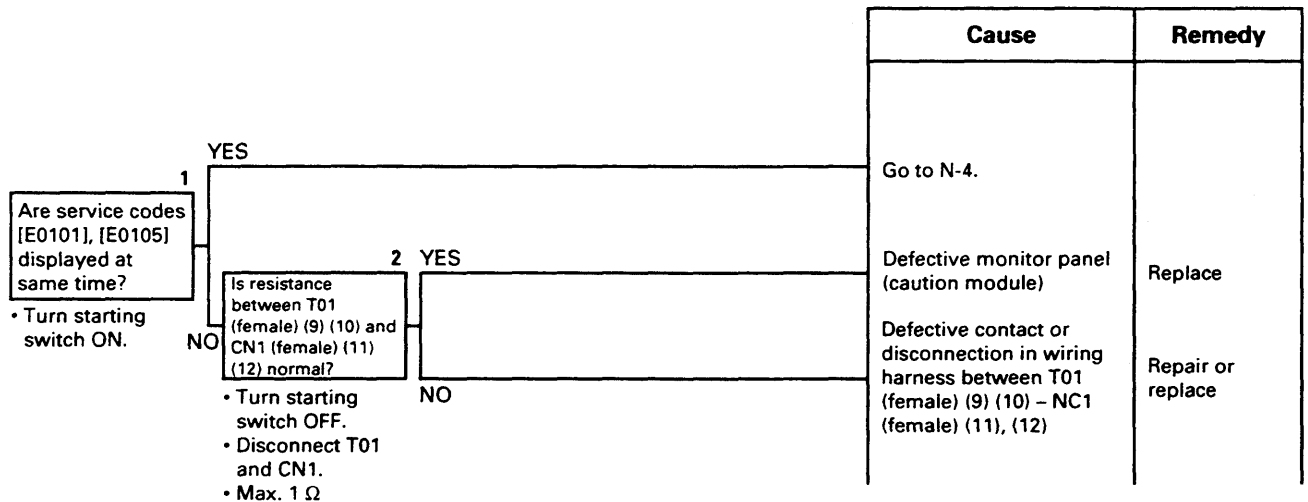 Cause
Remedy
YES
Go to N-4.
1
Are service codes
[E0101], [E0105]
displayed at
same time?
• Turn starting
switch ON.
NO
2
YES
Is resistance
between T01
(female) (9) (10) and
CN1 (female) (11)
(12) normal?
• Turn starting
switch OFF.
• Disconnect T01
and CN1.
• Max. 1 Ω
NO
Defective monitor panel
(caution module)
Replace
Defective contact or
disconnection in wiring
harness between T01
(female) (9) (10) – NC1
(female) (11), (12)
Repair or
replace